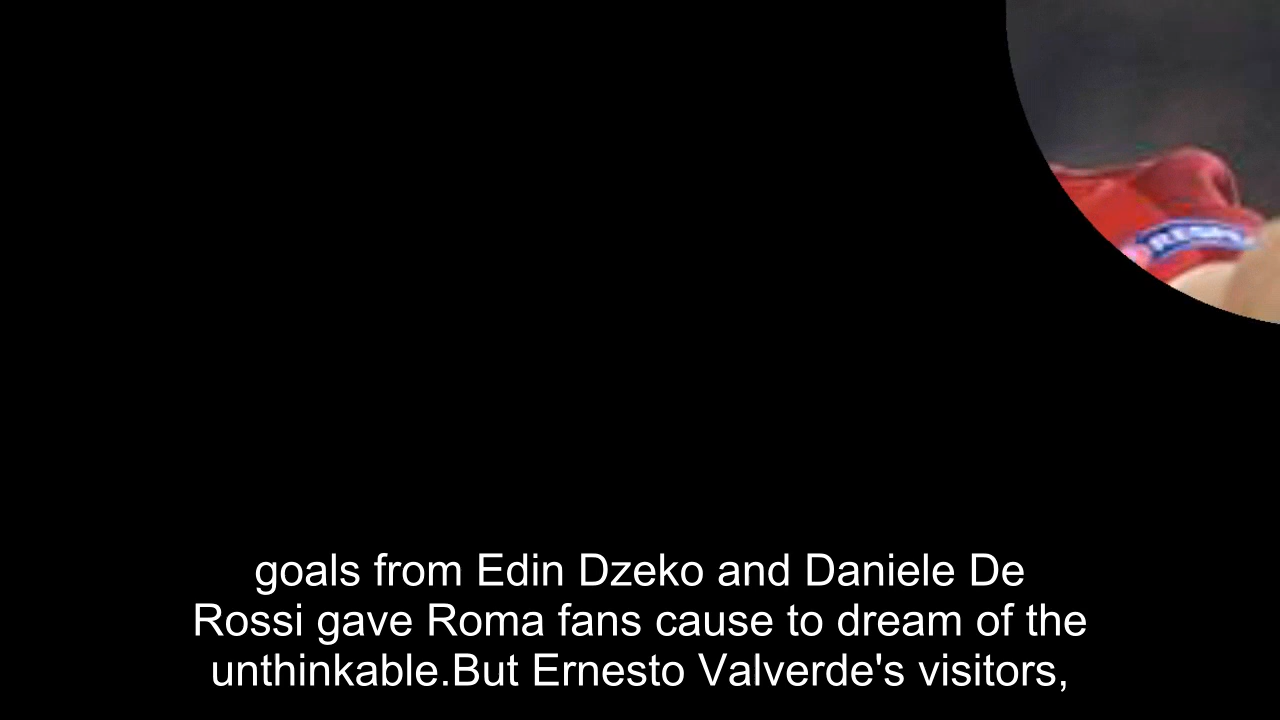 goals from Edin Dzeko and Daniele De
Rossi gave Roma fans cause to dream of the
unthinkable.But Ernesto Valverde's visitors,